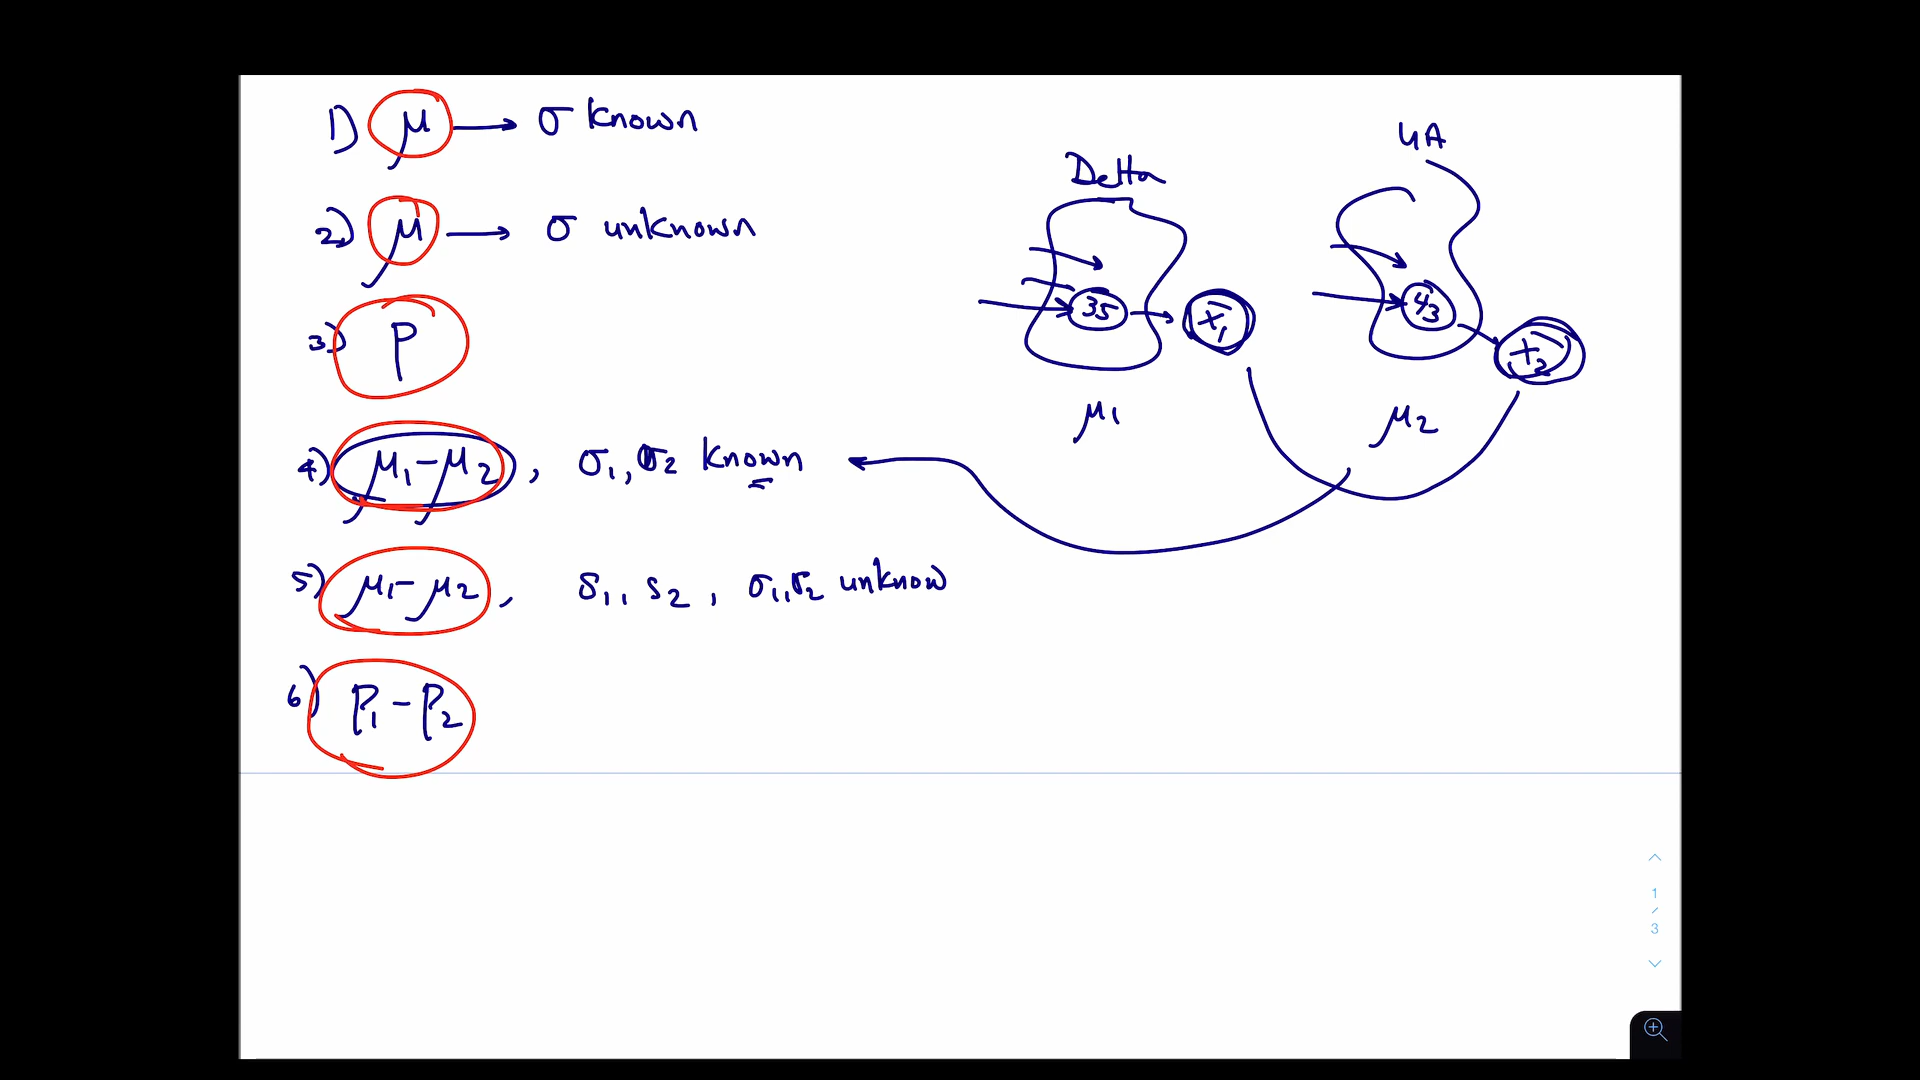 1) μ → σ known
2) μ → σ unknown
3) P
4) μ₁ - μ₂, σ₁, σ₂ known
5) μ₁ - μ₂, s₁, s₂, σ₁, σ₂ unknow
6) P₁ - P₂
Delta
35
x̄₁
μ₁
UA
43
x̄₂
μ₂
1
/
3